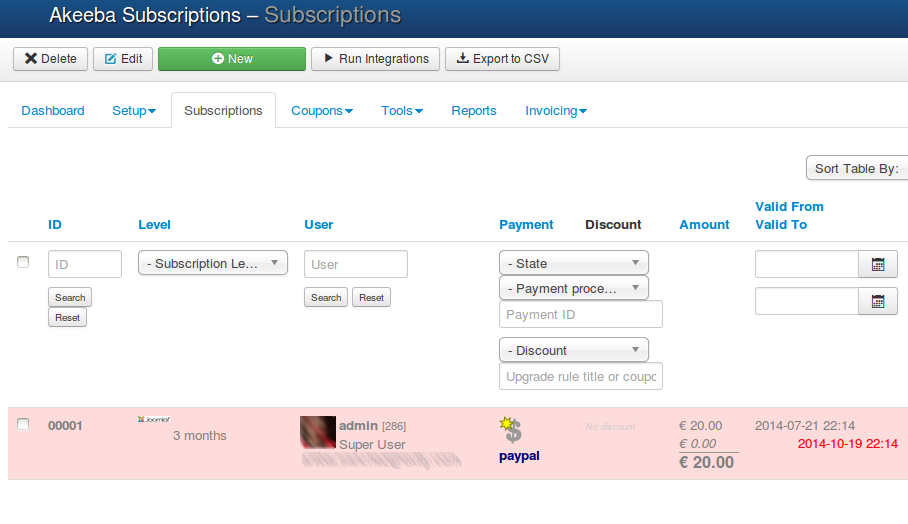 Akeeba Subscriptions – Subscriptions
Delete Edit New Run Integrations Export to CSV
Dashboard Setup Subscriptions Coupons Tools Reports Invoicing
Sort Table By:
ID Level User Payment Discount Amount Valid From
Valid To
ID - Subscription Le... User - State
Search Reset Search Reset - Payment proce...
Payment ID
- Discount
Upgrade rule title or coupo
00001 Joomla! 3 months admin [286] No discount € 20.00 2014-07-21 22:14
Super User € 0.00 2014-10-19 22:14
paypal € 20.00